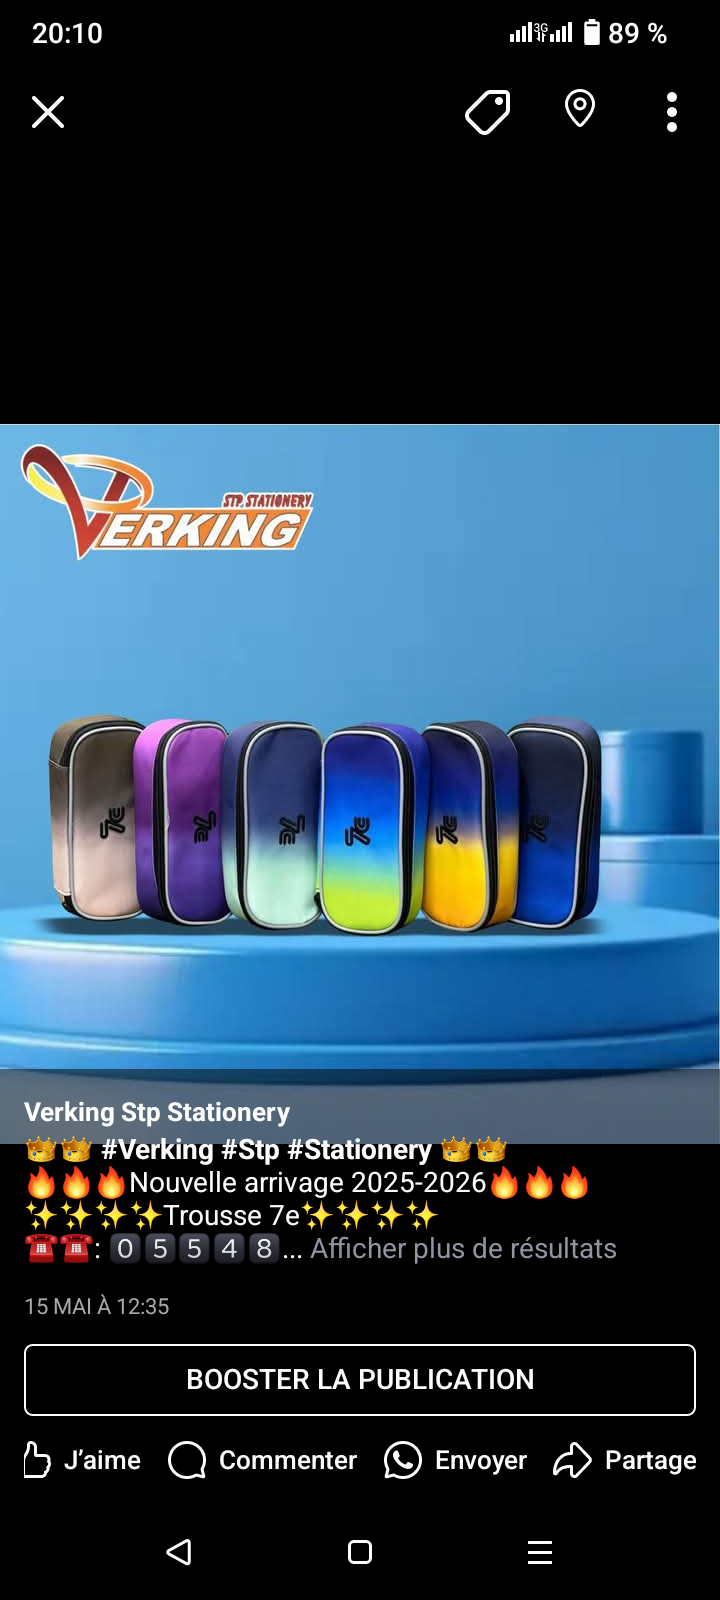 20:10
3G
89 %
STP. STATIONERY
VERKING
7e
7e
7e
7e
7e
7e
Verking Stp Stationery
👑👑 #Verking #Stp #Stationery 👑👑
🔥🔥🔥Nouvelle arrivage 2025-2026🔥🔥🔥
✨✨✨✨Trousse 7e✨✨✨✨
☎️☎️: 0️⃣5️⃣5️⃣4️⃣8️⃣... Afficher plus de résultats
15 MAI À 12:35
BOOSTER LA PUBLICATION
J’aime Commenter Envoyer Partage